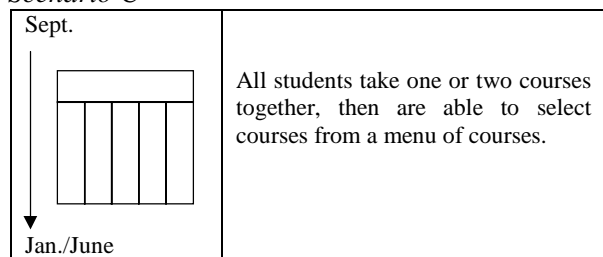 Scenario C
Sept.
All students take one or two courses
together, then are able to select
courses from a menu of courses.
Jan./June